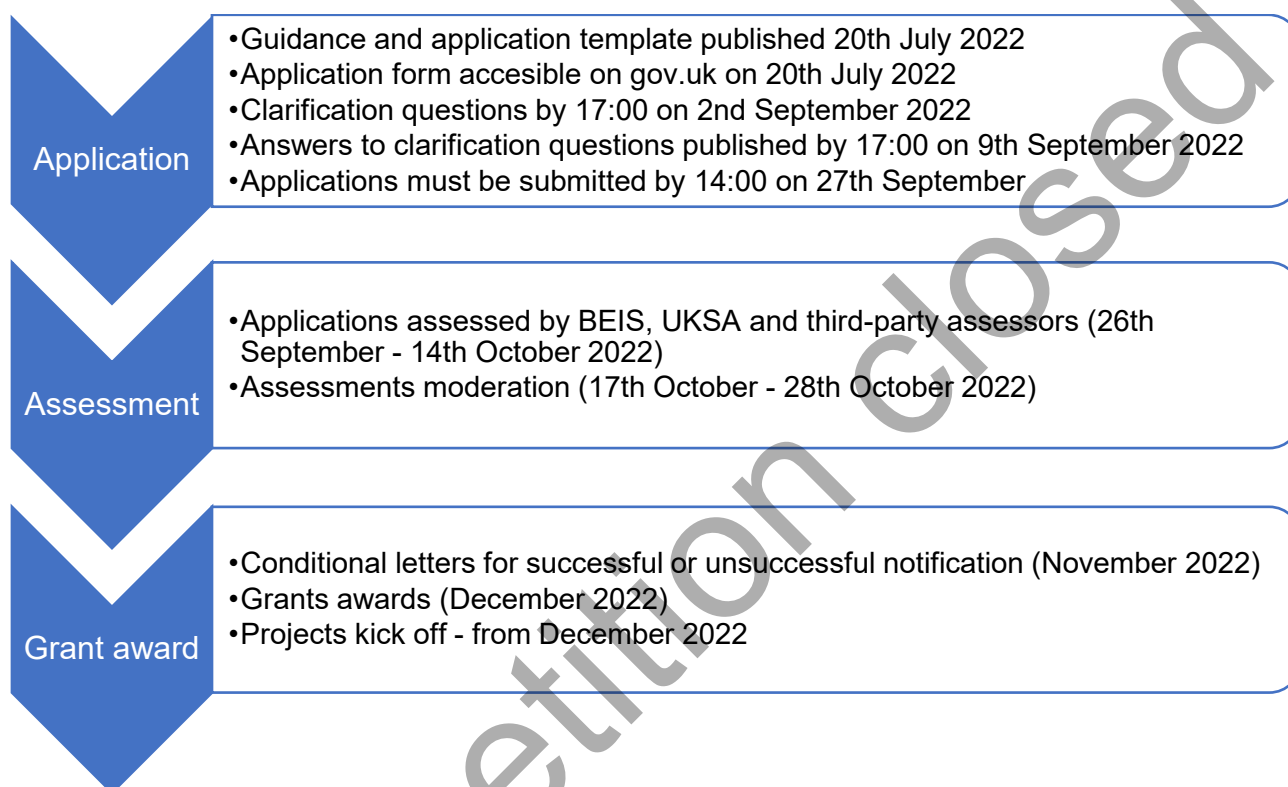 Application
•Guidance and application template published 20th July 2022
•Application form accesible on gov.uk on 20th July 2022
•Clarification questions by 17:00 on 2nd September 2022
•Answers to clarification questions published by 17:00 on 9th September 2022
•Applications must be submitted by 14:00 on 27th September
Assessment
•Applications assessed by BEIS, UKSA and third-party assessors (26th
September - 14th October 2022)
•Assessments moderation (17th October - 28th October 2022)
Grant award
•Conditional letters for successful or unsuccessful notification (November 2022)
•Grants awards (December 2022)
•Projects kick off - from December 2022
etition closed